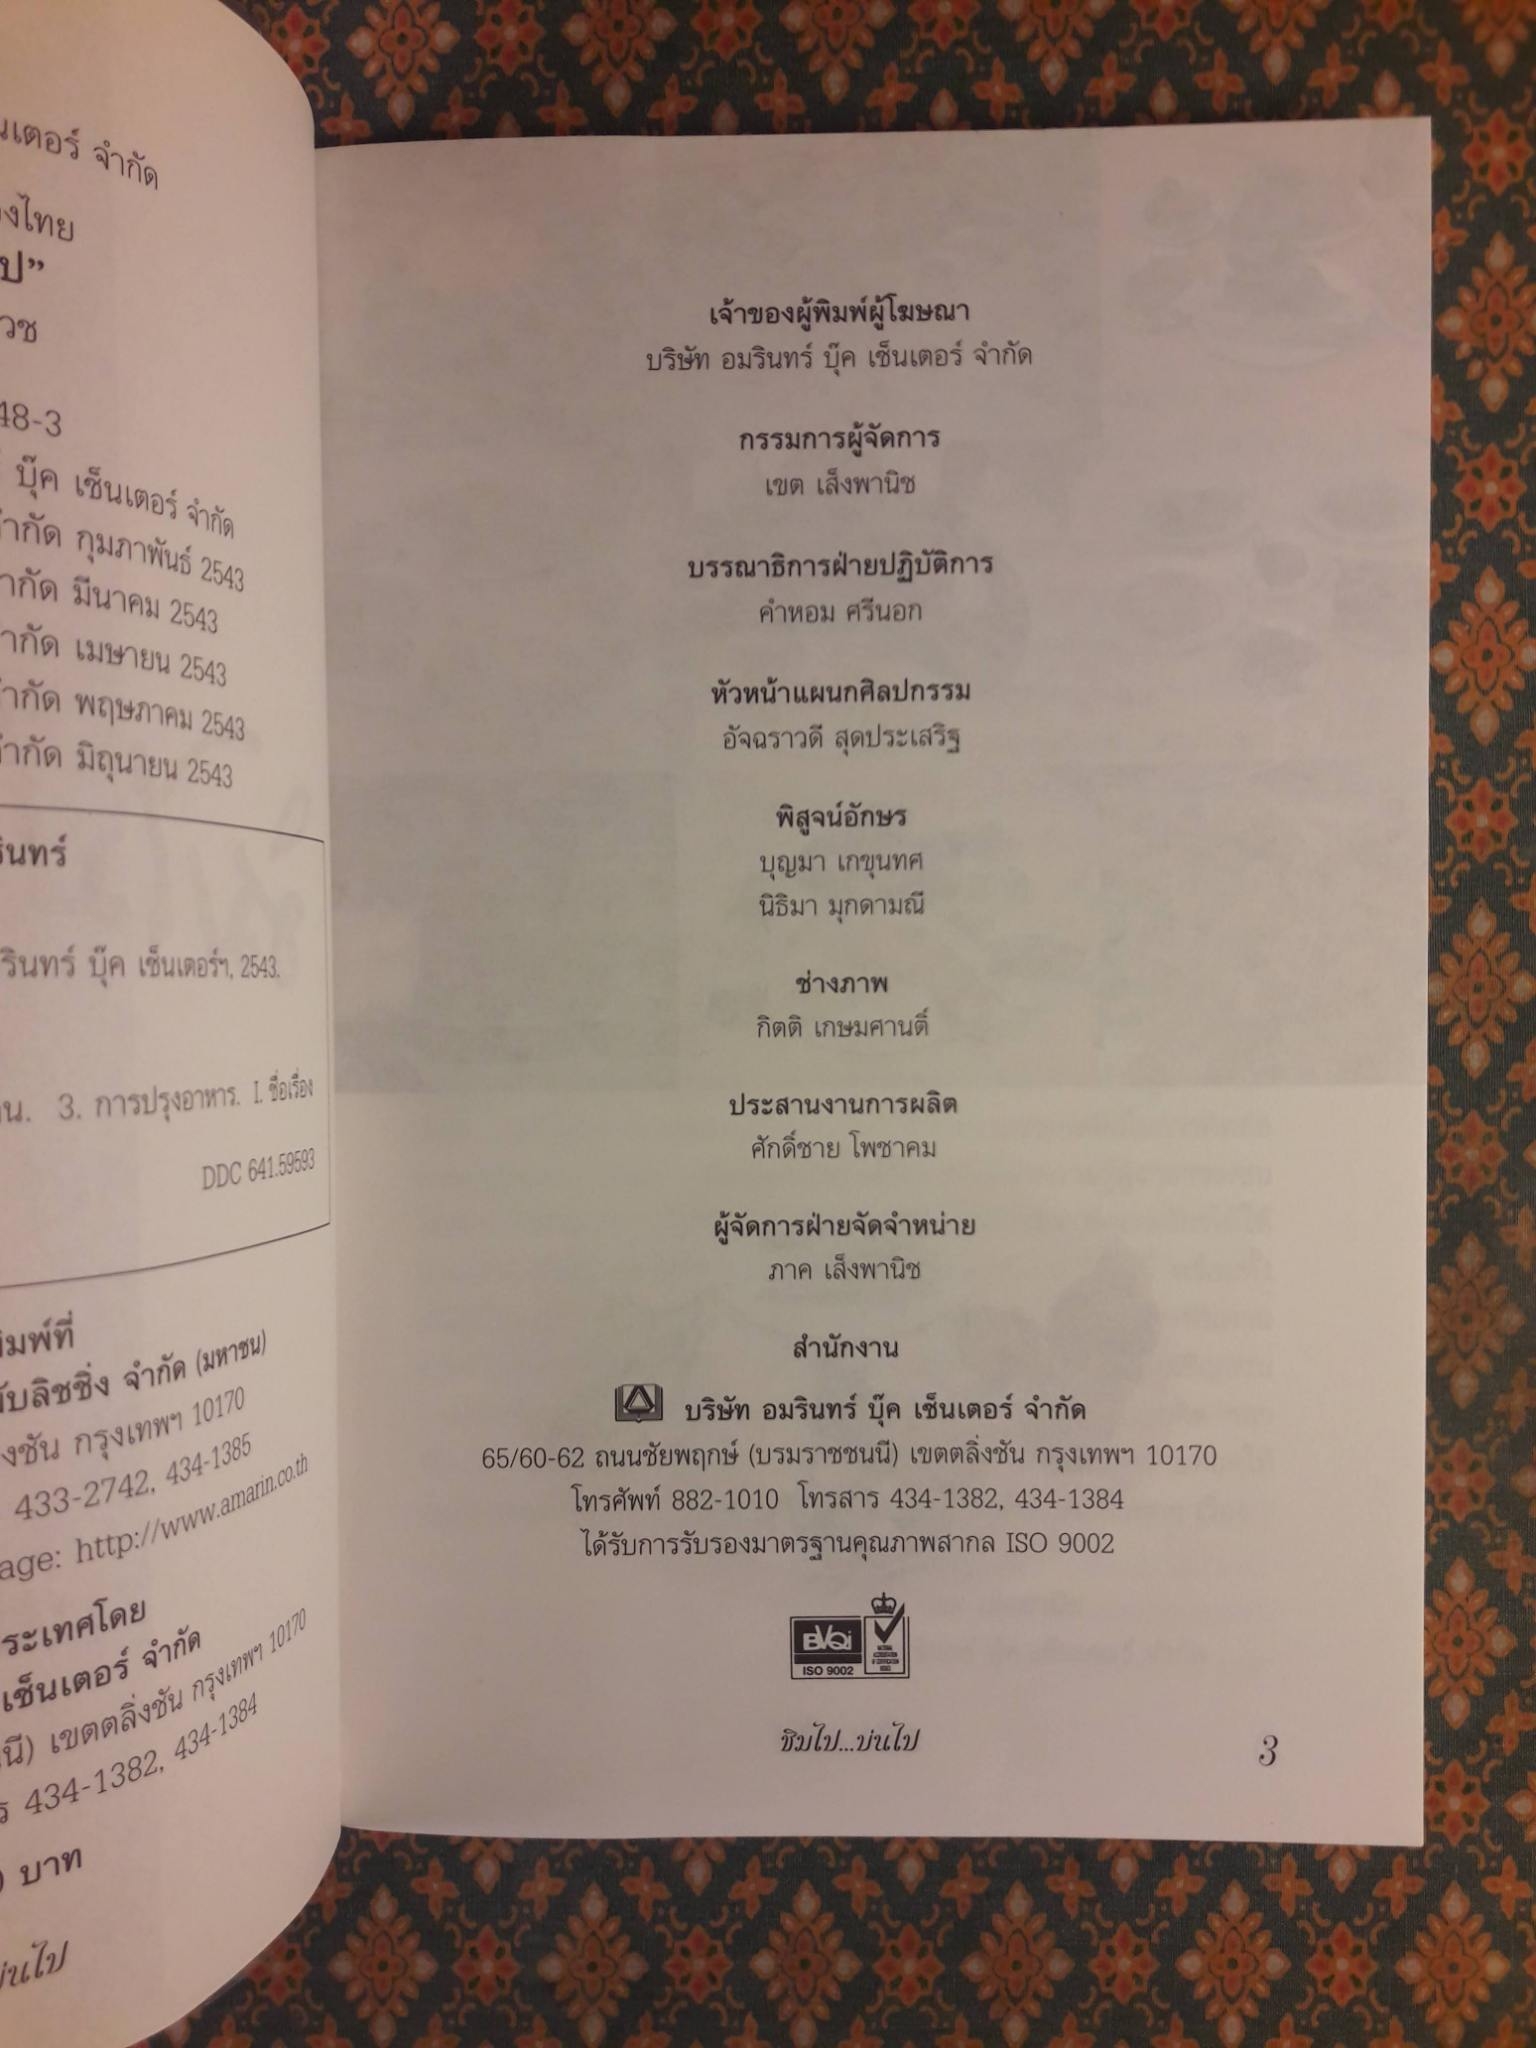 นเตอร์ จำกัด
องไทย
ป”
วช
48-3
บุ๊ค เซ็นเตอร์ จำกัด
จำกัด กุมภาพันธ์ 2543
จำกัด มีนาคม 2543
จำกัด เมษายน 2543
จำกัด พฤษภาคม 2543
จำกัด มิถุนายน 2543
รินทร์
รินทร์ บุ๊ค เซ็นเตอร์ฯ, 2543.
3. การปรุงอาหาร. I. ชื่อเรื่อง
DDC 641.59593
พิมพ์ที่
พับลิชชิ่ง จำกัด (มหาชน)
งชัน กรุงเทพฯ 10170
433-2742, 434-1385
age: http://www.amarin.co.th
ระเทศโดย
เซ็นเตอร์ จำกัด
นี) เขตตลิ่งชัน กรุงเทพฯ 10170
ร 434-1382, 434-1384
บาท
บ่นไป
เจ้าของผู้พิมพ์ผู้โฆษณา
บริษัท อมรินทร์ บุ๊ค เซ็นเตอร์ จำกัด
กรรมการผู้จัดการ
เขต เส็งพานิช
บรรณาธิการฝ่ายปฏิบัติการ
คำหอม ศรีนอก
หัวหน้าแผนกศิลปกรรม
อัจฉราวดี สุดประเสริฐ
พิสูจน์อักษร
บุญมา เกขุนทศ
นิธิมา มุกดามณี
ช่างภาพ
กิตติ เกษมศานติ์
ประสานงานการผลิต
ศักดิ์ชาย โพชาคม
ผู้จัดการฝ่ายจัดจำหน่าย
ภาค เส็งพานิช
สำนักงาน
บริษัท อมรินทร์ บุ๊ค เซ็นเตอร์ จำกัด
65/60-62 ถนนชัยพฤกษ์ (บรมราชชนนี) เขตตลิ่งชัน กรุงเทพฯ 10170
โทรศัพท์ 882-1010 โทรสาร 434-1382, 434-1384
ได้รับการรับรองมาตรฐานคุณภาพสากล ISO 9002
BVQi
ISO 9002
ชิมไป...บ่นไป
3